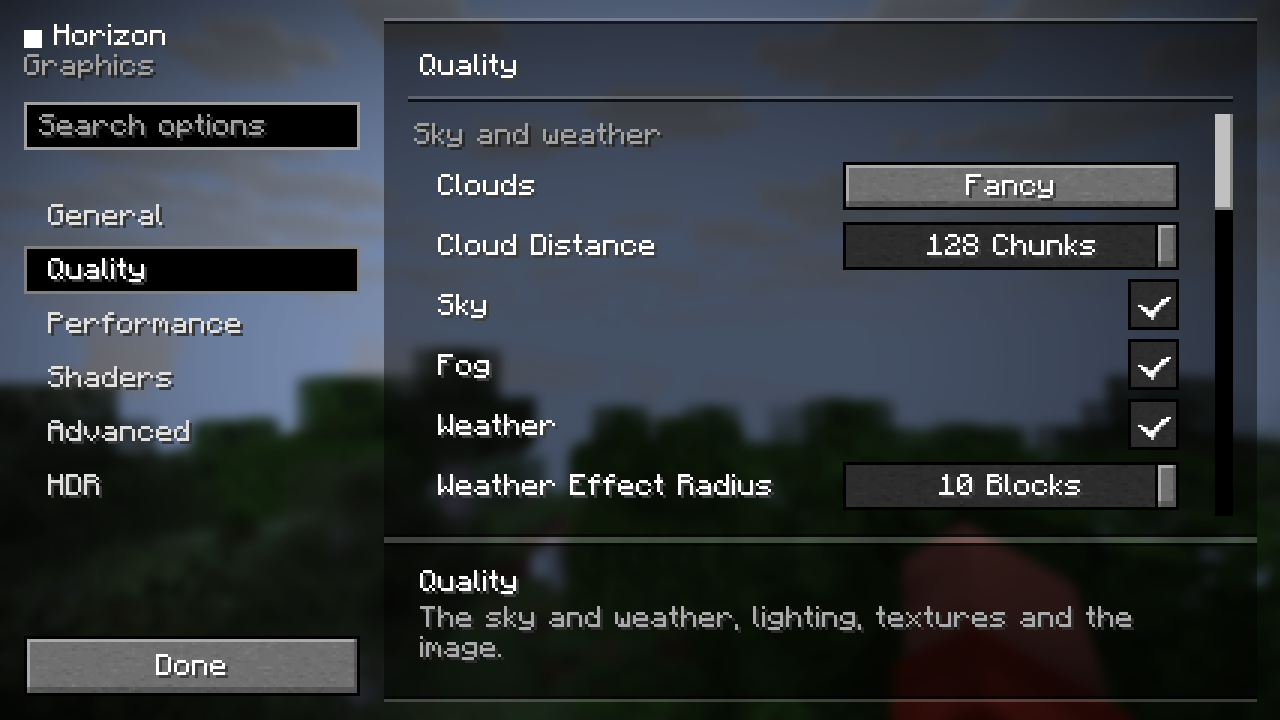 Horizon
Graphics
Search options
General
Quality
Performance
Shaders
Advanced
HDR
Done
Quality
Sky and weather
Clouds
Fancy
Cloud Distance
128 Chunks
Sky
Fog
Weather
Weather Effect Radius
10 Blocks
Quality
The sky and weather, lighting, textures and the
image.